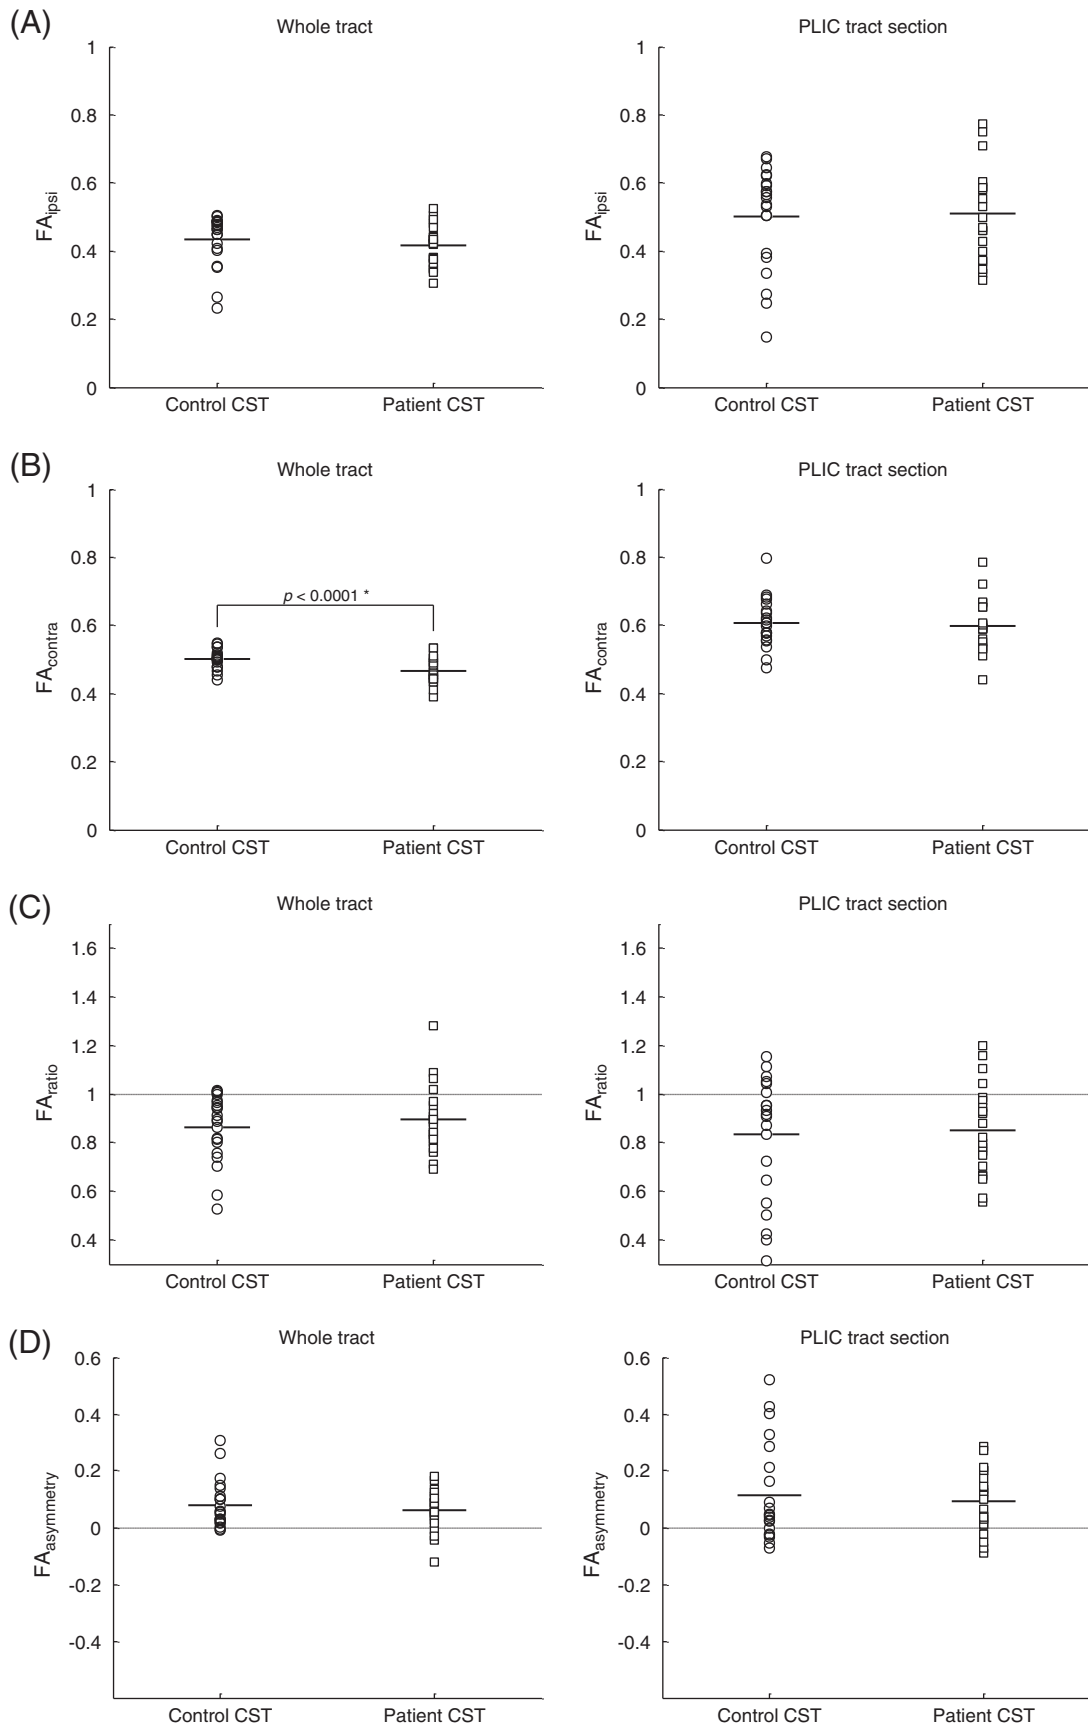 (A)
Whole tract
PLIC tract section
1
0.8
0.6
0.4
0.2
0
FAipsi
Control CST
Patient CST
1
0.8
0.6
0.4
0.2
0
FAipsi
Control CST
Patient CST
(B)
Whole tract
PLIC tract section
1
0.8
0.6
0.4
0.2
0
FAcontra
p < 0.0001 *
Control CST
Patient CST
1
0.8
0.6
0.4
0.2
0
FAcontra
Control CST
Patient CST
(C)
Whole tract
PLIC tract section
1.6
1.4
1.2
1
0.8
0.6
0.4
FAratio
Control CST
Patient CST
1.6
1.4
1.2
1
0.8
0.6
0.4
FAratio
Control CST
Patient CST
(D)
Whole tract
PLIC tract section
0.6
0.4
0.2
0
-0.2
-0.4
FAasymmetry
Control CST
Patient CST
0.6
0.4
0.2
0
-0.2
-0.4
FAasymmetry
Control CST
Patient CST